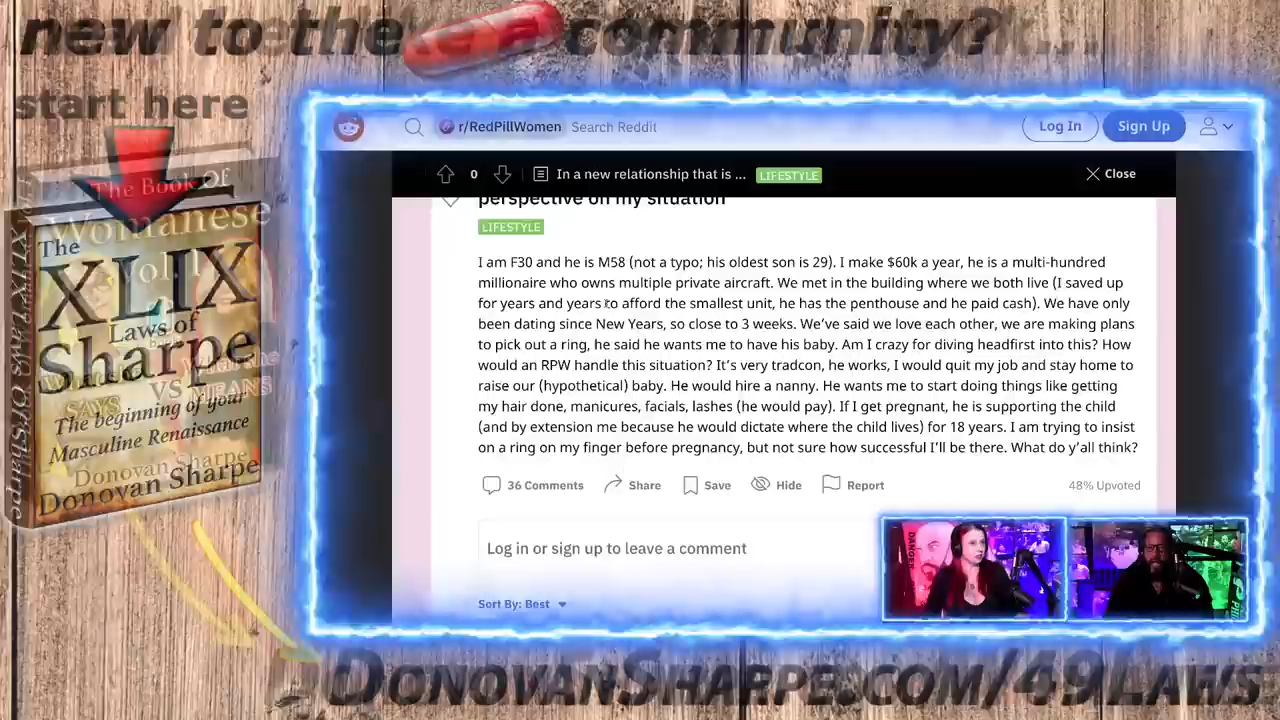 new to the community?
start here
r/RedPillWomen Search Reddit
Log In
Sign Up
0
In a new relationship that is ...
LIFESTYLE
Close
perspective on my situation
LIFESTYLE
I am F30 and he is M58 (not a typo; his oldest son is 29). I make $60k a year, he is a multi-hundred
millionaire who owns multiple private aircraft. We met in the building where we both live (I saved up
for years and years to afford the smallest unit, he has the penthouse and he paid cash). We have only
been dating since New Years, so close to 3 weeks. We've said we love each other, we are making plans
to pick out a ring, he said he wants me to have his baby. Am I crazy for diving headfirst into this? How
would an RPW handle this situation? It's very tradcon, he works, I would quit my job and stay home to
raise our (hypothetical) baby. He would hire a nanny. He wants me to start doing things like getting
my hair done, manicures, facials, lashes (he would pay). If I get pregnant, he is supporting the child
(and by extension me because he would dictate where the child lives) for 18 years. I am trying to insist
on a ring on my finger before pregnancy, but not sure how successful I'll be there. What do y'all think?
36 Comments
Share
Save
Hide
Report
48% Upvoted
Log in or sign up to leave a comment
Sort By: Best
The Book Of
Womanese
Vol. I
The
XLIX
Laws of
Sharpe
SAYS
VS
MEANS
The beginning of your
Masculine Renaissance
Donovan Sharpe
Donovan Sharpe
DANGER
DONOVANSHARPE.COM/49LAWS